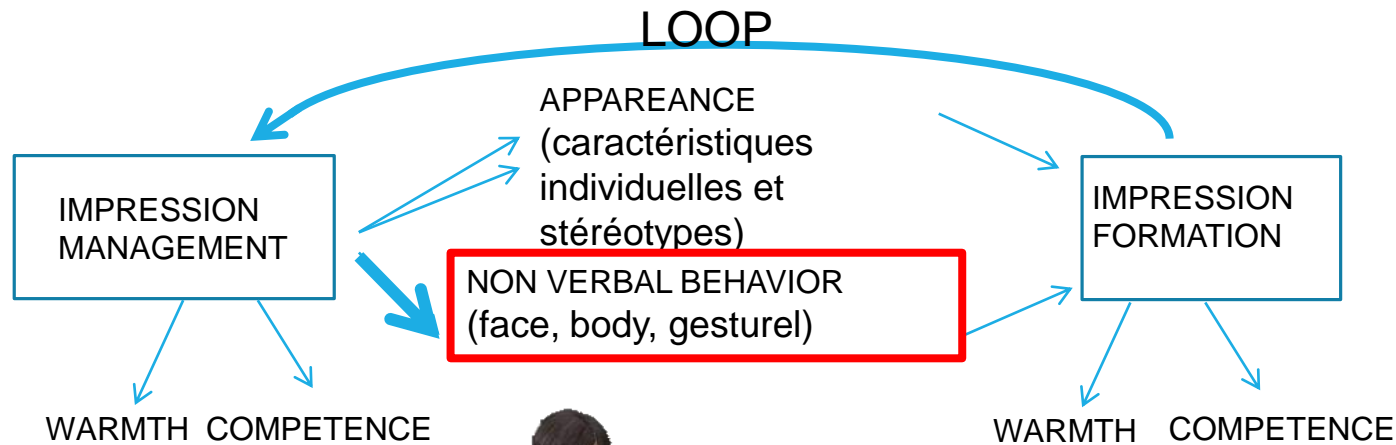 LOOP
APPAREANCE
(caractéristiques
individuelles et
stéréotypes)
IMPRESSION
MANAGEMENT
IMPRESSION
FORMATION
NON VERBAL BEHAVIOR
(face, body, gesturel)
WARMTH COMPETENCE
WARMTH COMPETENCE